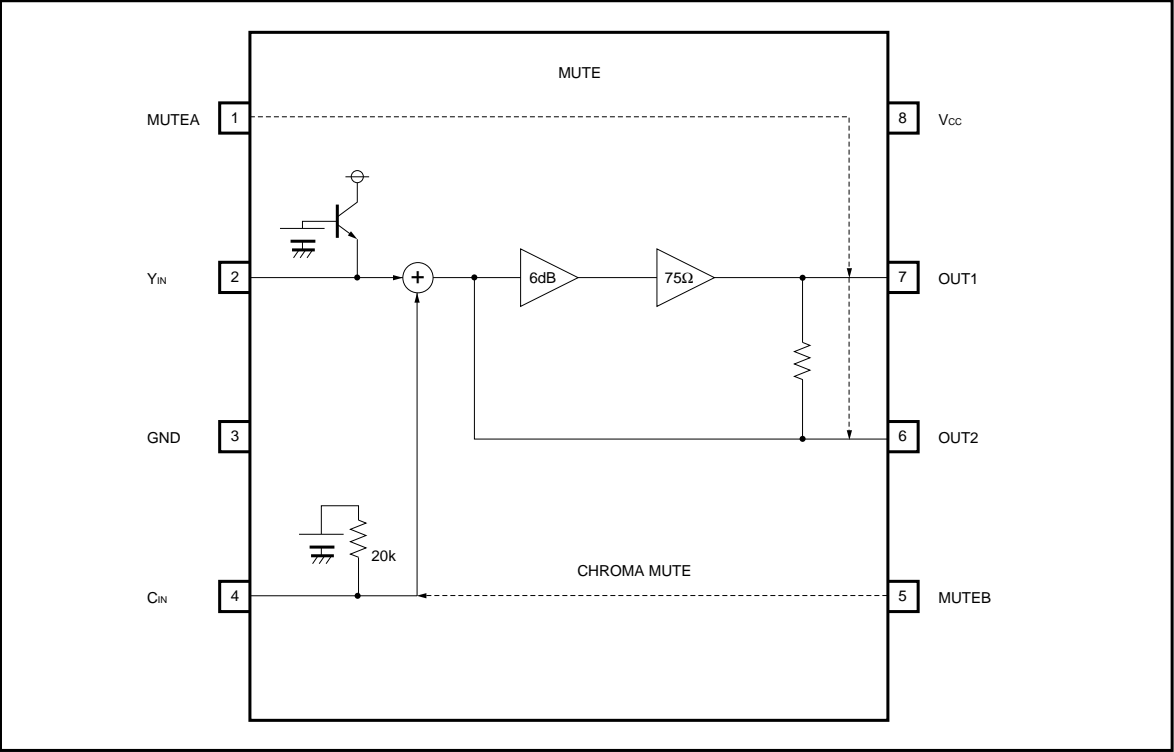 MUTE
MUTEA
1
8
Vcc
YIN
2
+
6dB
75Ω
7
OUT1
GND
3
6
OUT2
20k
CHROMA MUTE
CIN
4
5
MUTEB